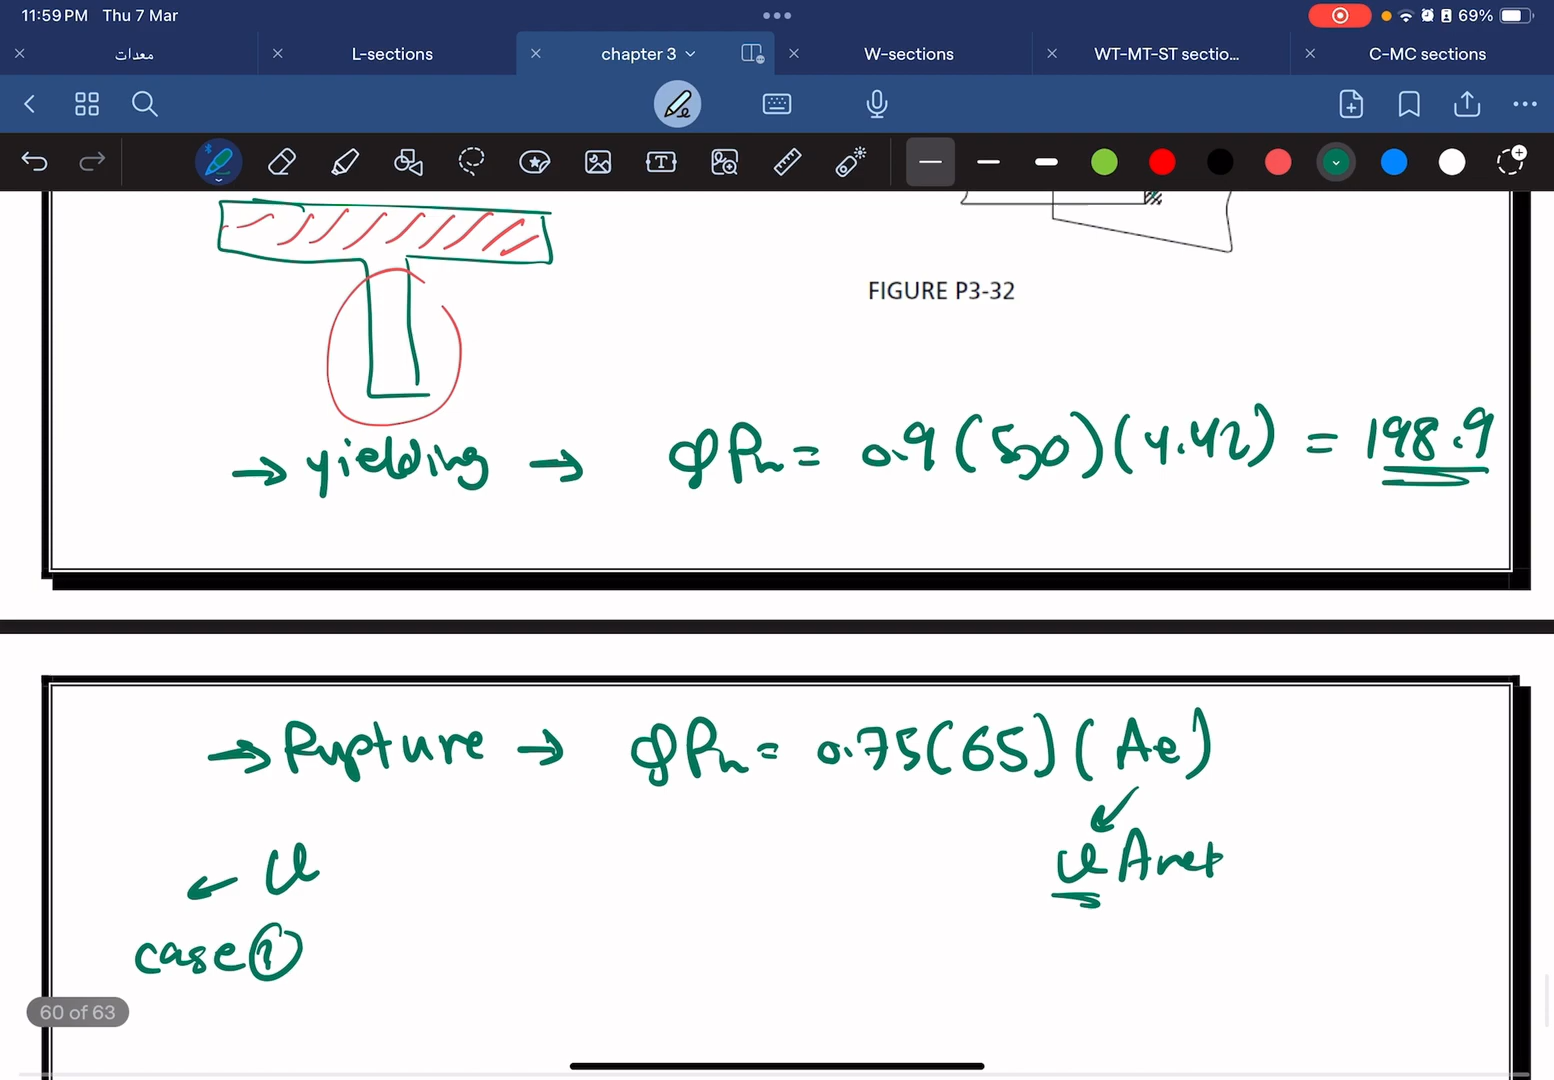 11:59 PM Thu 7 Mar
69%
معدات
L-sections
chapter 3
W-sections
WT-MT-ST sectio...
C-MC sections
FIGURE P3-32
→ yielding → ϕPn = 0.9 (50) (4.42) = 198.9
→ Rupture → ϕPn = 0.75 (65) (Ae)
U Anet
← U
case ①
60 of 63